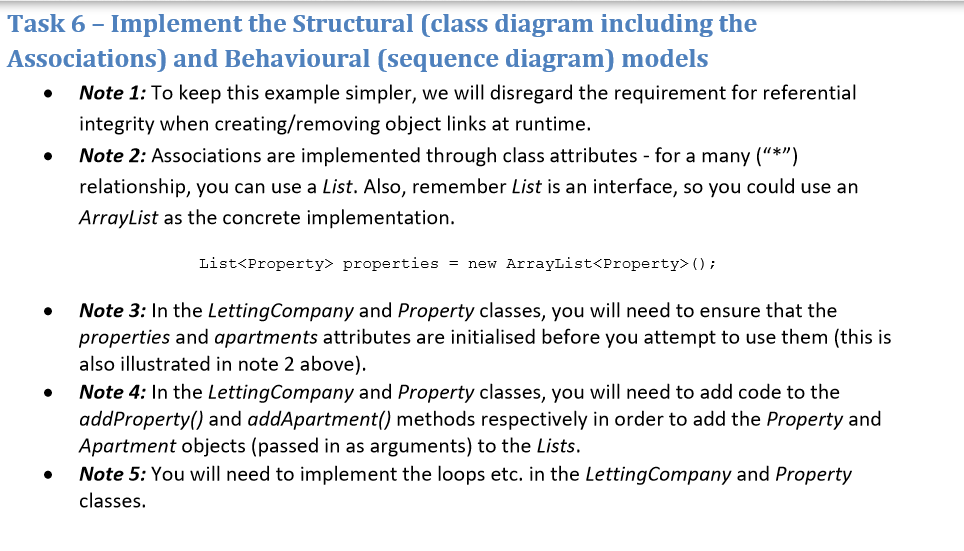 Task 6 – Implement the Structural (class diagram including the
Associations) and Behavioural (sequence diagram) models
• Note 1: To keep this example simpler, we will disregard the requirement for referential
integrity when creating/removing object links at runtime.
• Note 2: Associations are implemented through class attributes - for a many (“*”)
relationship, you can use a List. Also, remember List is an interface, so you could use an
ArrayList as the concrete implementation.
List<Property> properties = new ArrayList<Property>();
• Note 3: In the LettingCompany and Property classes, you will need to ensure that the
properties and apartments attributes are initialised before you attempt to use them (this is
also illustrated in note 2 above).
• Note 4: In the LettingCompany and Property classes, you will need to add code to the
addProperty() and addApartment() methods respectively in order to add the Property and
Apartment objects (passed in as arguments) to the Lists.
• Note 5: You will need to implement the loops etc. in the LettingCompany and Property
classes.